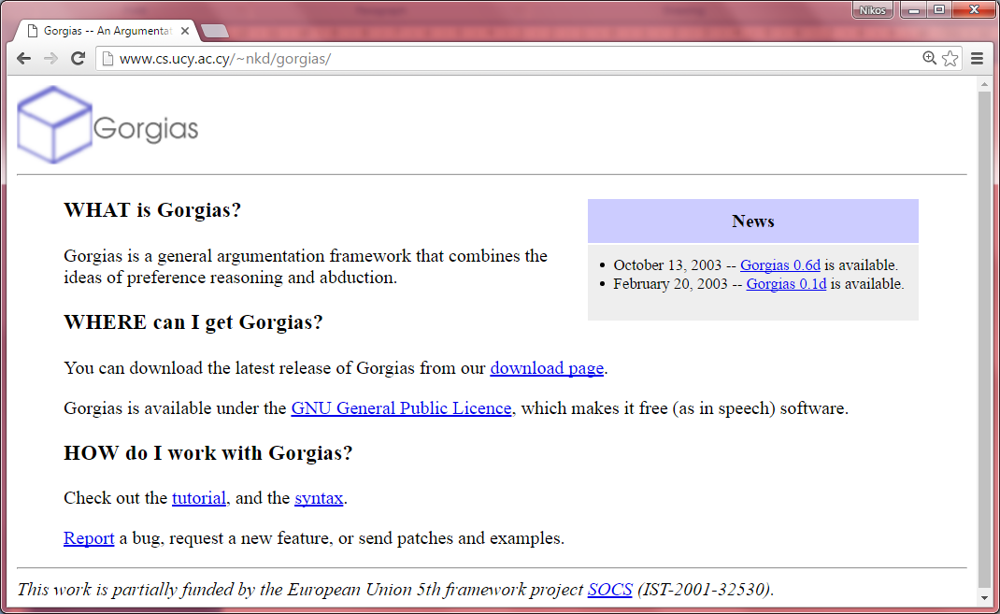 Nikos
Gorgias -- An Argumentat
www.cs.ucy.ac.cy/~nkd/gorgias/
Gorgias
WHAT is Gorgias?
Gorgias is a general argumentation framework that combines the
ideas of preference reasoning and abduction.
News
October 13, 2003 -- Gorgias 0.6d is available.
February 20, 2003 -- Gorgias 0.1d is available.
WHERE can I get Gorgias?
You can download the latest release of Gorgias from our download page.
Gorgias is available under the GNU General Public Licence, which makes it free (as in speech) software.
HOW do I work with Gorgias?
Check out the tutorial, and the syntax.
Report a bug, request a new feature, or send patches and examples.
This work is partially funded by the European Union 5th framework project SOCS (IST-2001-32530).